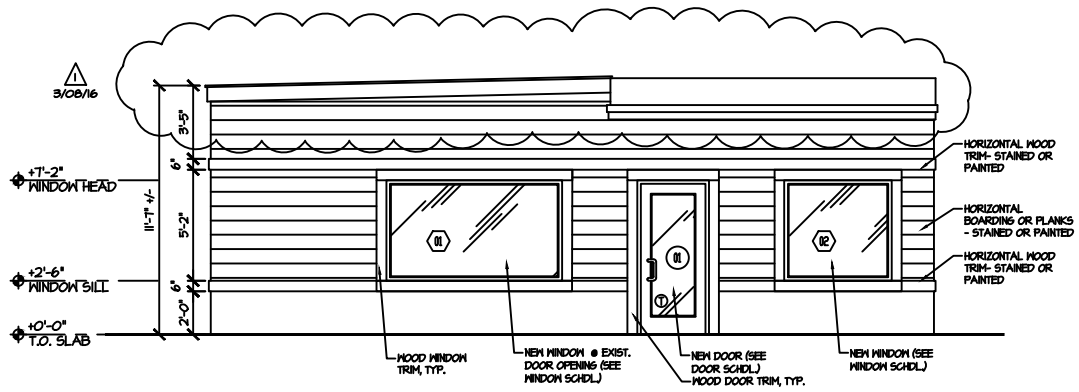 1
3/08/16
3'-5"
6"
+7'-2"
WINDOW HEAD
11'-7" +/-
5'-2"
+2'-6"
WINDOW SILL
6"
2'-0"
+0'-0"
T.O. SLAB
01
01
02
T
HORIZONTAL WOOD
TRIM- STAINED OR
PAINTED
HORIZONTAL
BOARDING OR PLANKS
- STAINED OR PAINTED
HORIZONTAL WOOD
TRIM- STAINED OR
PAINTED
WOOD WINDOW
TRIM, TYP.
NEW WINDOW @ EXIST.
DOOR OPENING (SEE
WINDOW SCHDL.)
NEW DOOR (SEE
DOOR SCHDL.)
WOOD DOOR TRIM, TYP.
NEW WINDOW (SEE
WINDOW SCHDL.)